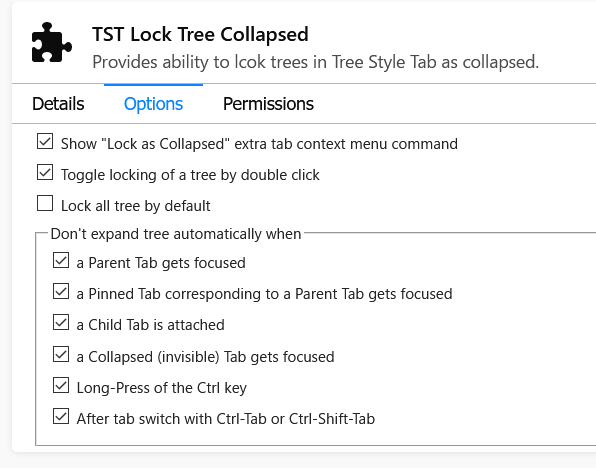 TST Lock Tree Collapsed
Provides ability to lcok trees in Tree Style Tab as collapsed.
Details Options Permissions
Show "Lock as Collapsed" extra tab context menu command
Toggle locking of a tree by double click
Lock all tree by default
Don't expand tree automatically when
a Parent Tab gets focused
a Pinned Tab corresponding to a Parent Tab gets focused
a Child Tab is attached
a Collapsed (invisible) Tab gets focused
Long-Press of the Ctrl key
After tab switch with Ctrl-Tab or Ctrl-Shift-Tab